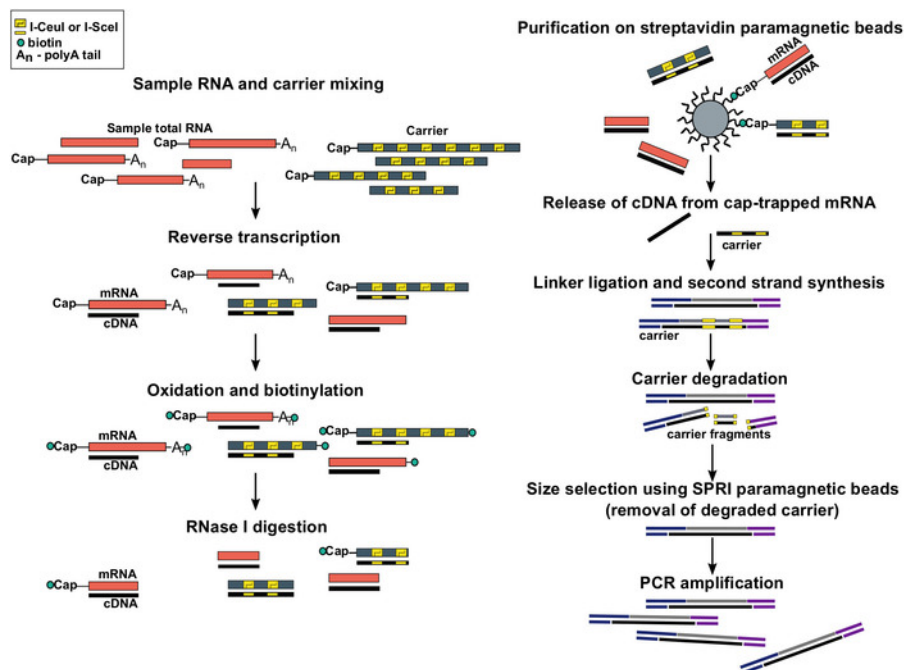 I-CeuI or I-SceI
biotin
An - polyA tail
Sample RNA and carrier mixing
Sample total RNA
Carrier
Cap
An
Cap
An
Cap
An
Cap
Cap
Reverse transcription
Cap
An
Cap
mRNA
An
cDNA
Cap
Oxidation and biotinylation
Cap
An
Cap
mRNA
An
cDNA
Cap
RNase I digestion
Cap
mRNA
cDNA
Cap
Purification on streptavidin paramagnetic beads
Cap
mRNA
cDNA
Cap
Release of cDNA from cap-trapped mRNA
carrier
Linker ligation and second strand synthesis
carrier
Carrier degradation
carrier fragments
Size selection using SPRI paramagnetic beads
(removal of degraded carrier)
PCR amplification